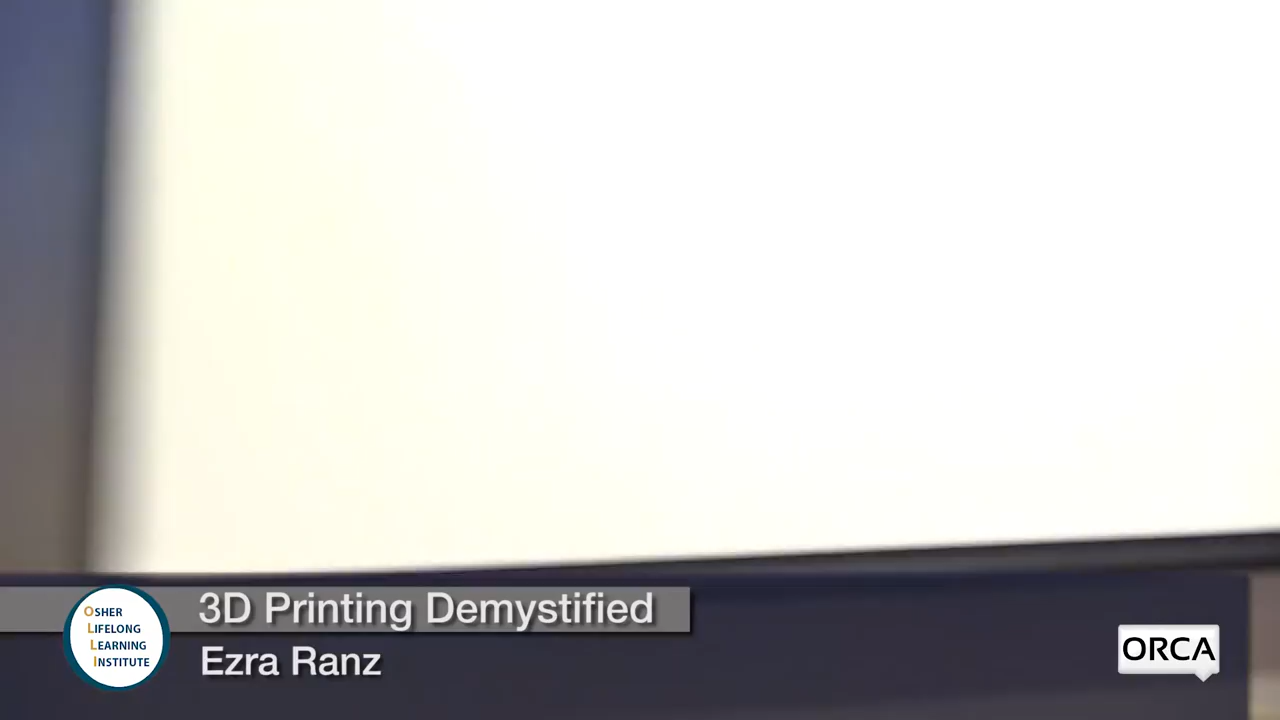 3D Printing Demystified
Ezra Ranz
OSHER
LIFELONG
LEARNING
INSTITUTE
ORCA